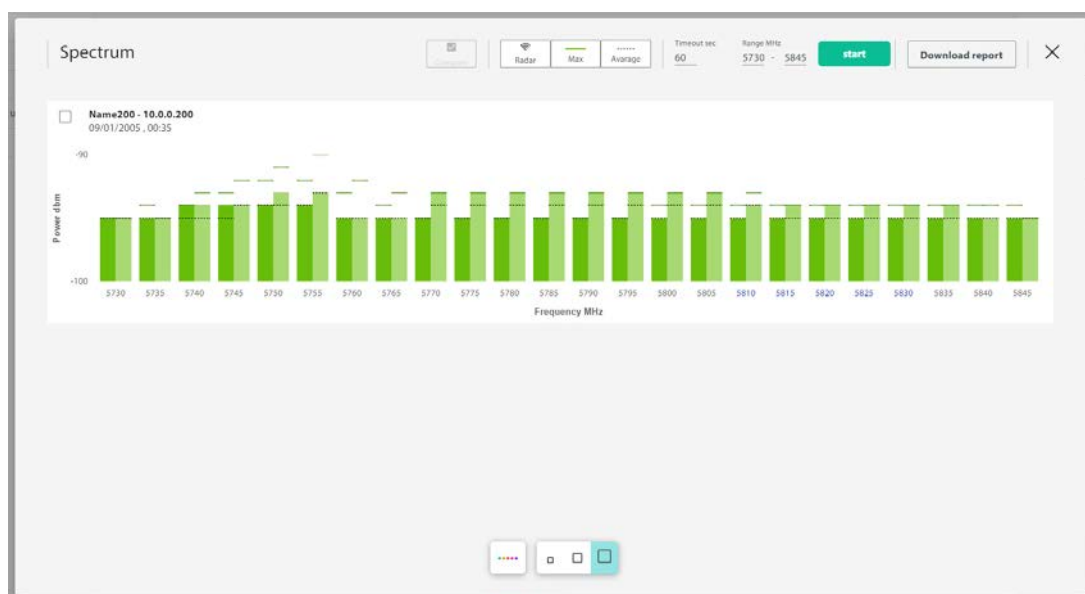 Spectrum
Radar
Max
Avarage
Timeout sec
60
Range MHz
5730 - 5845
start
Download report
Name200 - 10.0.0.200
09/01/2005 , 00:35
-90
Power dbm
-100
5730 5735 5740 5745 5750 5755 5760 5765 5770 5775 5780 5785 5790 5795 5800 5805 5810 5815 5820 5825 5830 5835 5840 5845
Frequency MHz